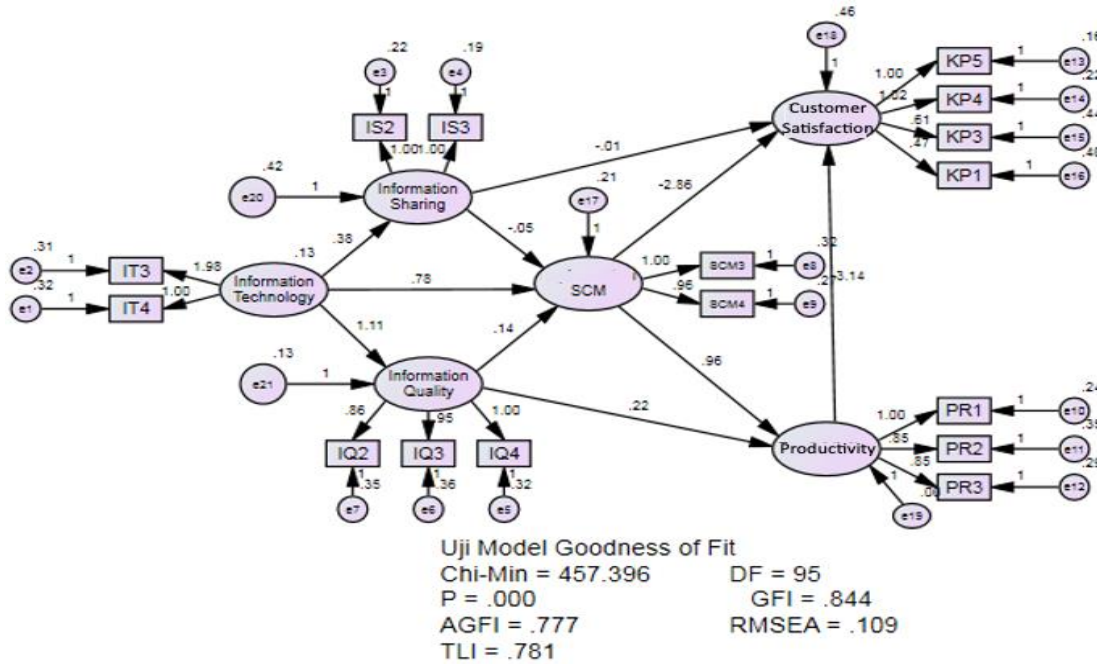 .46
e18
1
.22
.19
e3
e4
1
1
IS2
IS3
1.00
1.00
Customer
Satisfaction
1.00
KP5
1
e13
.16
1.02
KP4
1
e14
.22
.61
KP3
1
e15
.44
.47
KP1
1
e16
.40
.42
e20
1
Information
Sharing
-.01
-2.86
.21
e17
1
-.05
.38
.13
.31
e2
1
IT3
1.98
.32
e1
1
IT4
1.00
Information
Technology
.78
SCM
1.00
SCM3
1
e8
.32
.96
SCM4
1
e9
3.14
1.11
.14
.96
.13
e21
1
Information
Quality
.22
.86
.95
1.00
IQ2
IQ3
IQ4
1
1
1
.35
.36
.32
e7
e6
e5
Productivity
1.00
PR1
1
e10
.24
.85
PR2
1
e11
.35
.85
PR3
1
e12
.29
1
e19
Uji Model Goodness of Fit
Chi-Min = 457.396 DF = 95
P = .000 GFI = .844
AGFI = .777 RMSEA = .109
TLI = .781